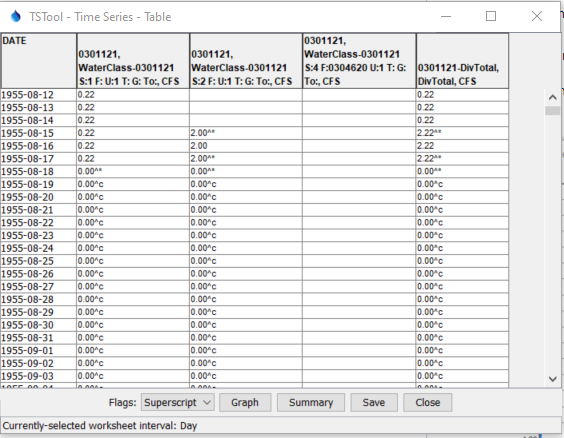 TSTool - Time Series - Table
DATE
0301121, WaterClass-0301121 S:1 F: U:1 T: G: To:, CFS
0301121, WaterClass-0301121 S:2 F: U:1 T: G: To:, CFS
0301121, WaterClass-0301121 S:4 F:0304620 U:1 T: G: To:, CFS
0301121-DivTotal, DivTotal, CFS
1955-08-12 0.22 0.22
1955-08-13 0.22 0.22
1955-08-14 0.22 0.22
1955-08-15 0.22 2.00^* 2.22^*
1955-08-16 0.22 2.00 2.22
1955-08-17 0.22 2.00^* 2.22^*
1955-08-18 0.00^* 0.00^* 0.00^*
1955-08-19 0.00^c 0.00^c 0.00^c
1955-08-20 0.00^c 0.00^c 0.00^c
1955-08-21 0.00^c 0.00^c 0.00^c
1955-08-22 0.00^c 0.00^c 0.00^c
1955-08-23 0.00^c 0.00^c 0.00^c
1955-08-24 0.00^c 0.00^c 0.00^c
1955-08-25 0.00^c 0.00^c 0.00^c
1955-08-26 0.00^c 0.00^c 0.00^c
1955-08-27 0.00^c 0.00^c 0.00^c
1955-08-28 0.00^c 0.00^c 0.00^c
1955-08-29 0.00^c 0.00^c 0.00^c
1955-08-30 0.00^c 0.00^c 0.00^c
1955-08-31 0.00^c 0.00^c 0.00^c
1955-09-01 0.00^c 0.00^c 0.00^c
1955-09-02 0.00^c 0.00^c 0.00^c
1955-09-03 0.00^c 0.00^c 0.00^c
Flags: Superscript Graph Summary Save Close
Currently-selected worksheet interval: Day